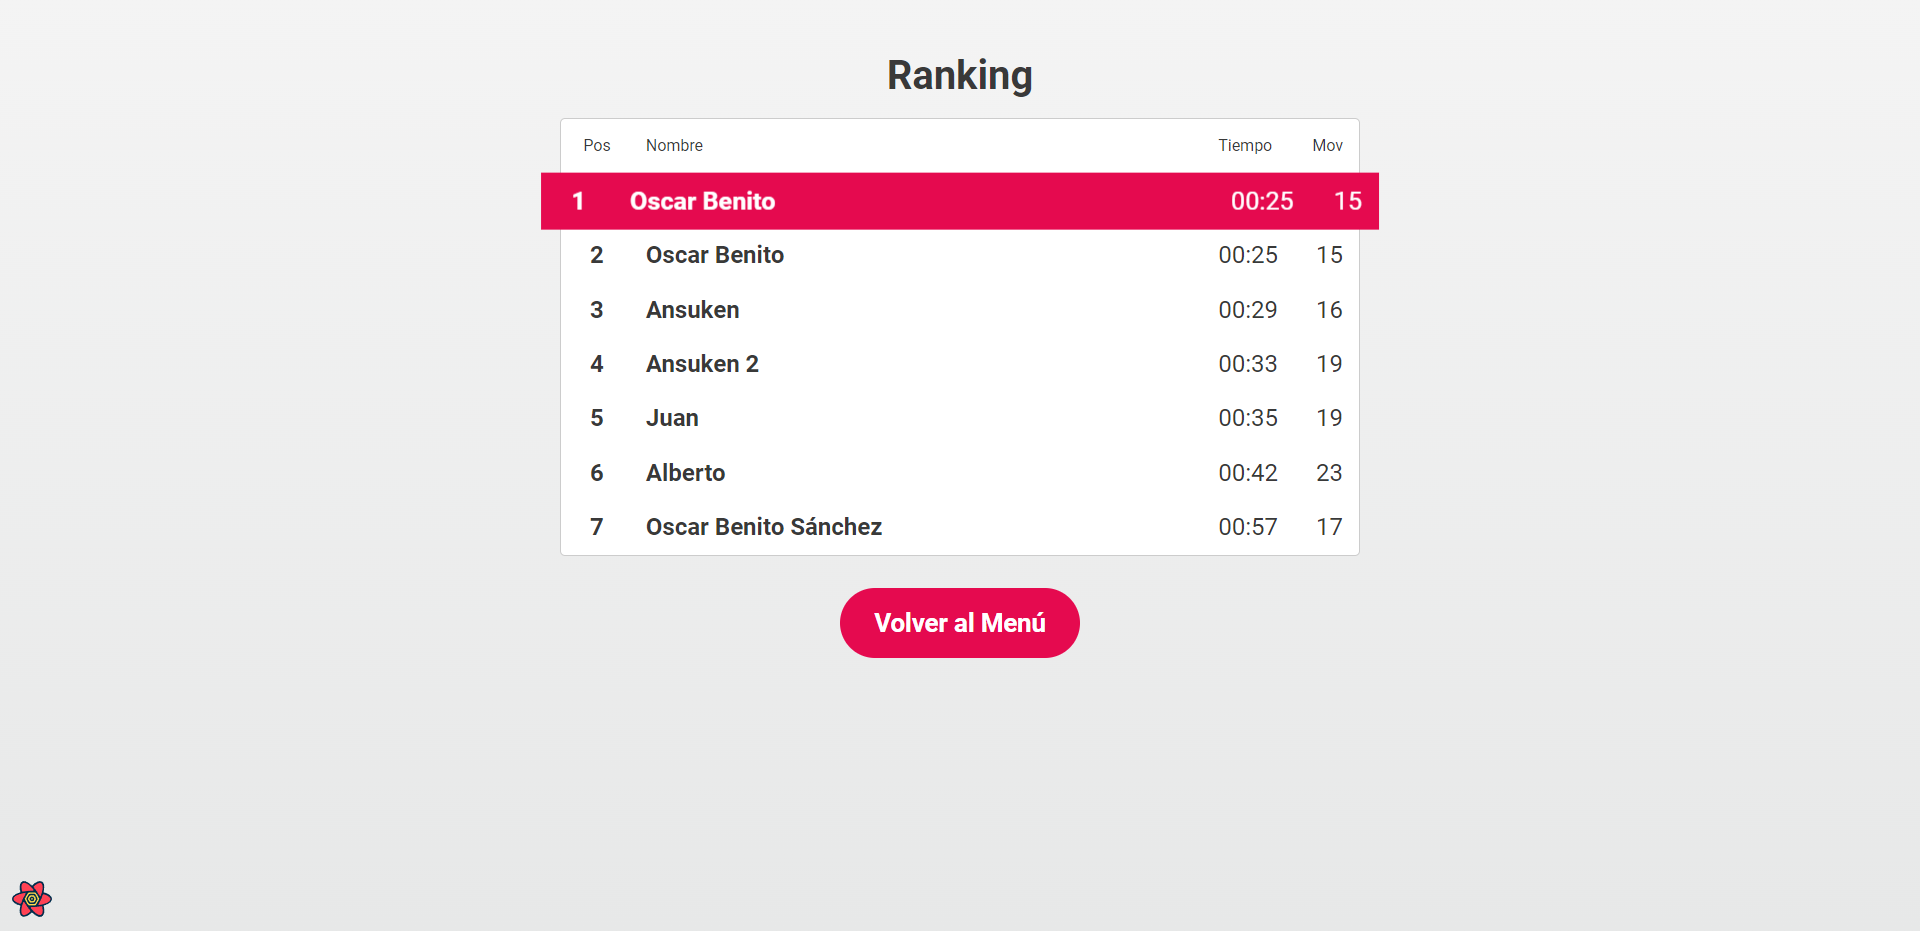 Ranking
Pos Nombre Tiempo Mov
1 Oscar Benito 00:25 15
2 Oscar Benito 00:25 15
3 Ansuken 00:29 16
4 Ansuken 2 00:33 19
5 Juan 00:35 19
6 Alberto 00:42 23
7 Oscar Benito Sánchez 00:57 17
Volver al Menú